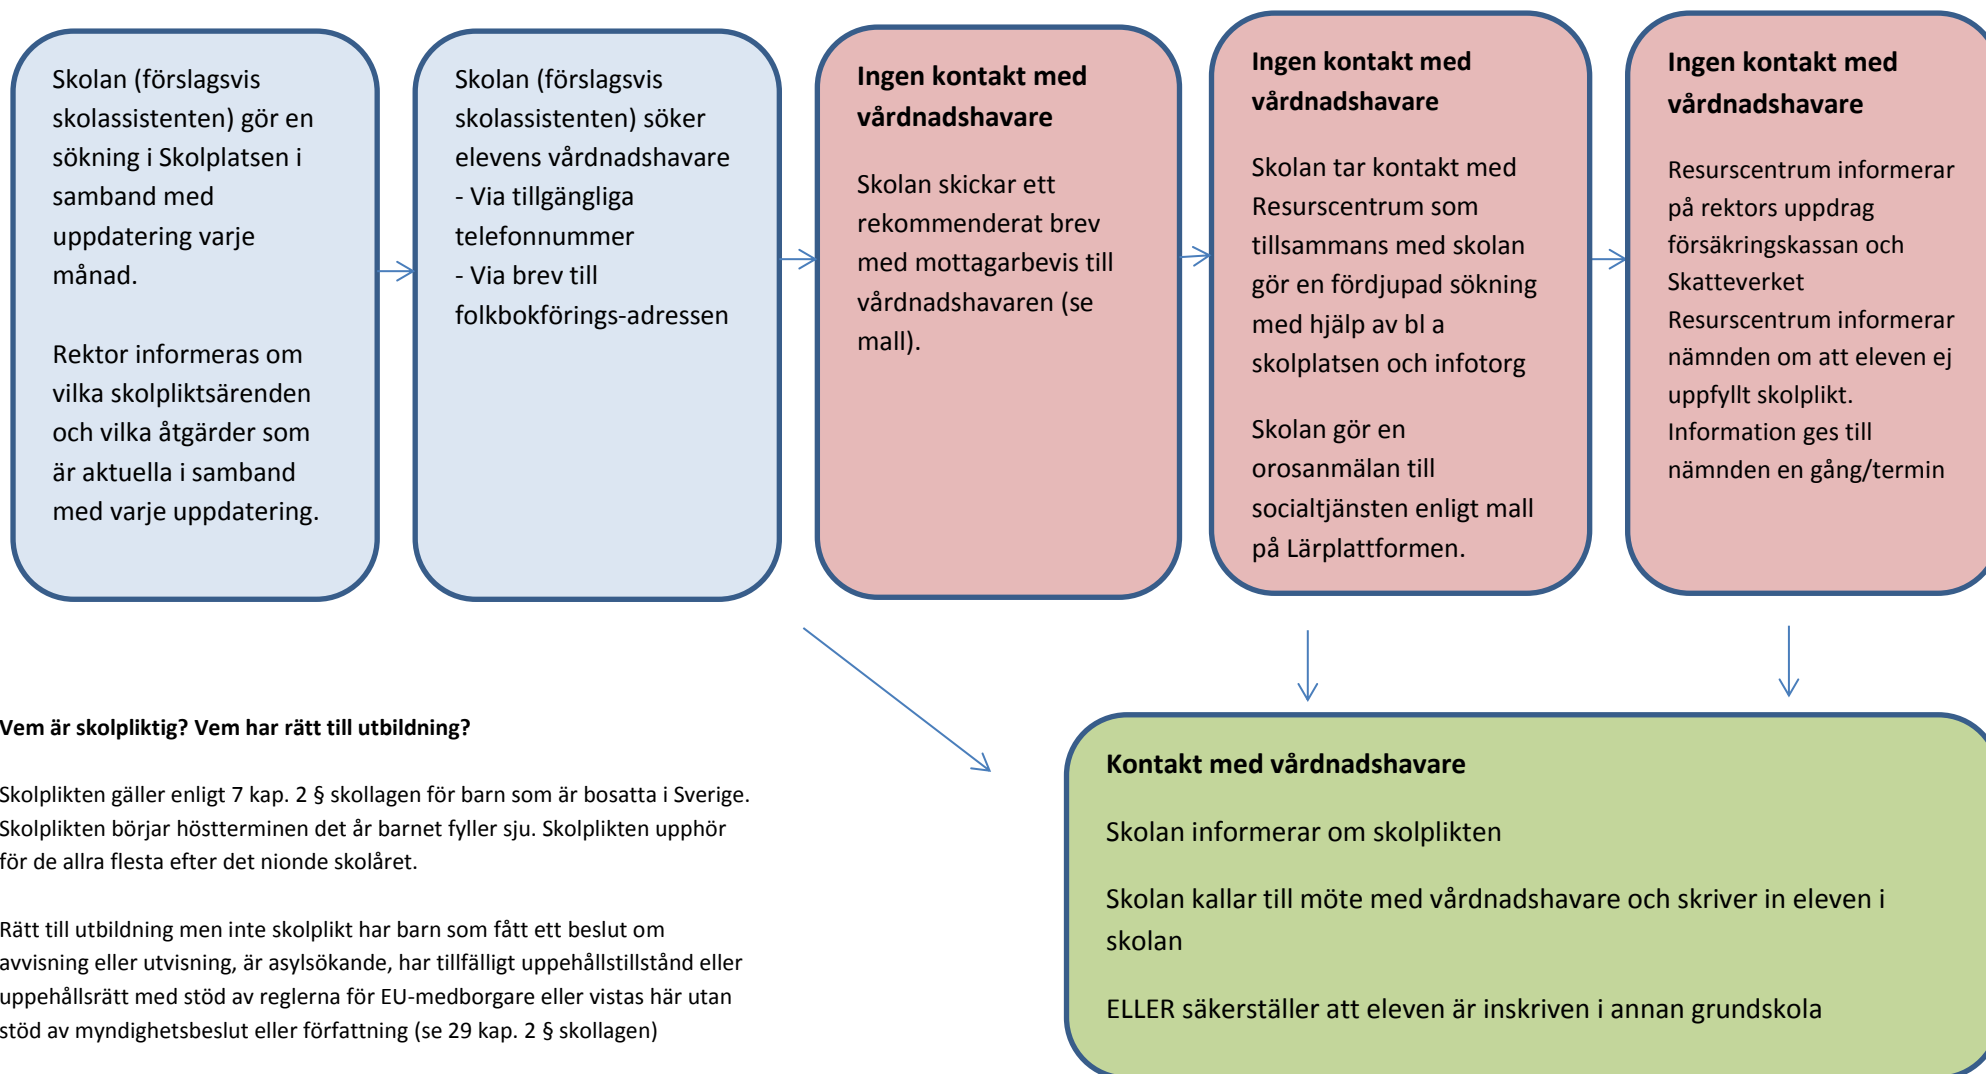 Skolan (förslagsvis
skolassistenten) gör en
sökning i Skolplatsen i
samband med
uppdatering varje
månad.
Rektor informeras om
vilka skolpliktsärenden
och vilka åtgärder som
är aktuella i samband
med varje uppdatering.
Skolan (förslagsvis
skolassistenten) söker
elevens vårdnadshavare
- Via tillgängliga
telefonnummer
- Via brev till
folkbokförings-adressen
Ingen kontakt med
vårdnadshavare
Skolan skickar ett
rekommenderat brev
med mottagarbevis till
vårdnadshavaren (se
mall).
Ingen kontakt med
vårdnadshavare
Skolan tar kontakt med
Resurscentrum som
tillsammans med skolan
gör en fördjupad sökning
med hjälp av bl a
skolplatsen och infotorg
Skolan gör en
orosanmälan till
socialtjänsten enligt mall
på Lärplattformen.
Ingen kontakt med
vårdnadshavare
Resurscentrum informerar
på rektors uppdrag
försäkringskassan och
Skatteverket
Resurscentrum informerar
nämnden om att eleven ej
uppfyllt skolplikt.
Information ges till
nämnden en gång/termin
Vem är skolpliktig? Vem har rätt till utbildning?
Skolplikten gäller enligt 7 kap. 2 § skollagen för barn som är bosatta i Sverige.
Skolplikten börjar höstterminen det år barnet fyller sju. Skolplikten upphör
för de allra flesta efter det nionde skolåret.
Rätt till utbildning men inte skolplikt har barn som fått ett beslut om
avvisning eller utvisning, är asylsökande, har tillfälligt uppehållstillstånd eller
uppehållsrätt med stöd av reglerna för EU-medborgare eller vistas här utan
stöd av myndighetsbeslut eller författning (se 29 kap. 2 § skollagen)
Kontakt med vårdnadshavare
Skolan informerar om skolplikten
Skolan kallar till möte med vårdnadshavare och skriver in eleven i
skolan
ELLER säkerställer att eleven är inskriven i annan grundskola